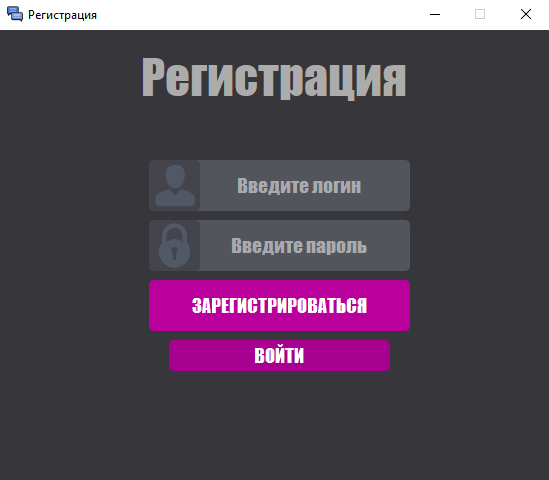 Регистрация
Регистрация
Введите логин
Введите пароль
ЗАРЕГИСТРИРОВАТЬСЯ
ВОЙТИ